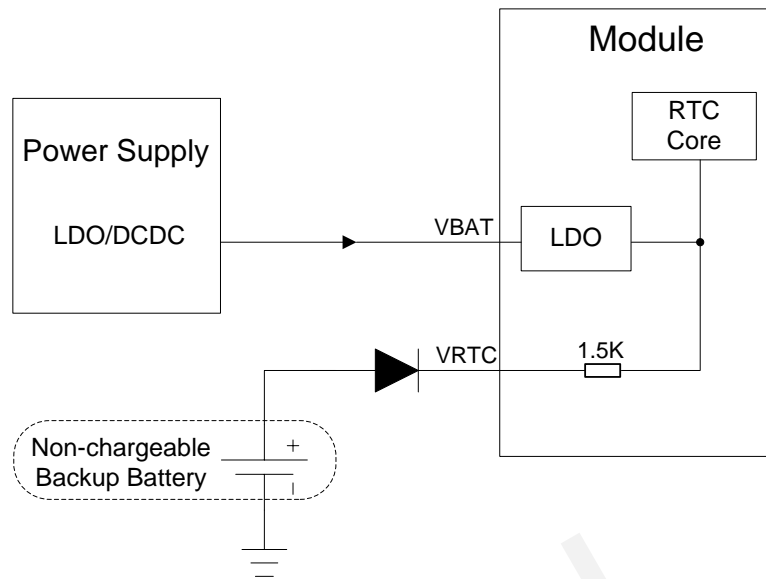 Module
RTC
Core
Power Supply
LDO/DCDC
VBAT
LDO
VRTC
1.5K
Non-chargeable
Backup Battery
+
−